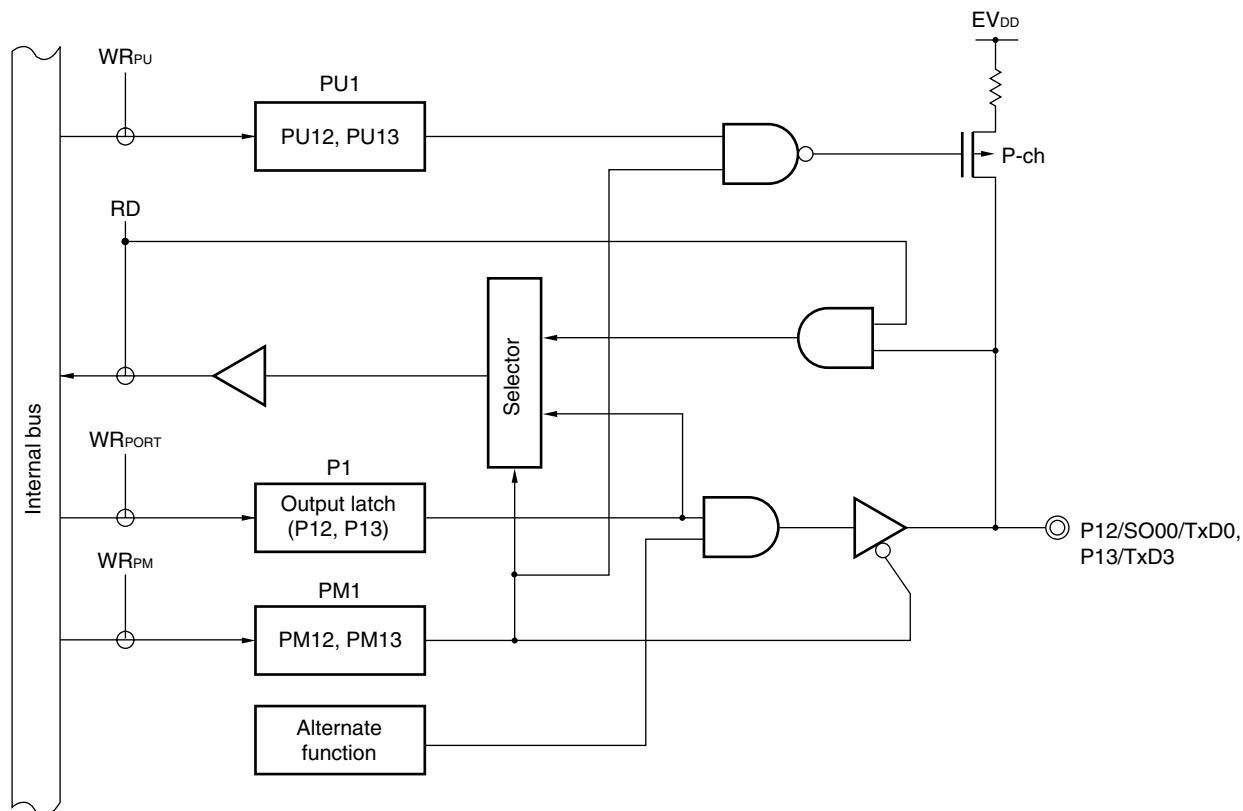 EVDD
WRPU
PU1
PU12, PU13
P-ch
RD
Selector
Internal bus
WRPORT
P1
Output latch
(P12, P13)
P12/SO00/TxD0,
P13/TxD3
WRPM
PM1
PM12, PM13
Alternate
function